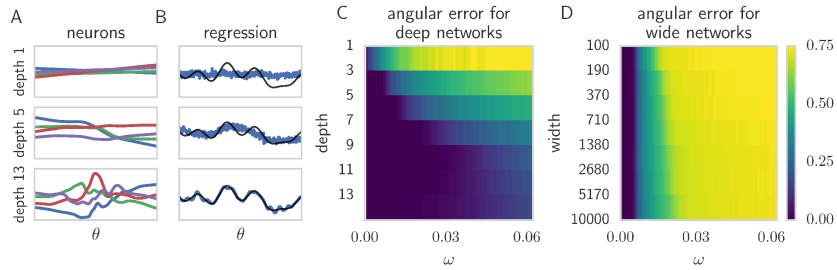 A
neurons
depth 1
depth 5
depth 13
θ
B
regression
θ
C
angular error for
deep networks
depth
1
3
5
7
9
11
13
0.00
0.03
0.06
ω
D
angular error for
wide networks
width
100
190
370
710
1380
2680
5170
10000
0.00
0.03
0.06
ω
0.75
0.50
0.25
0.00